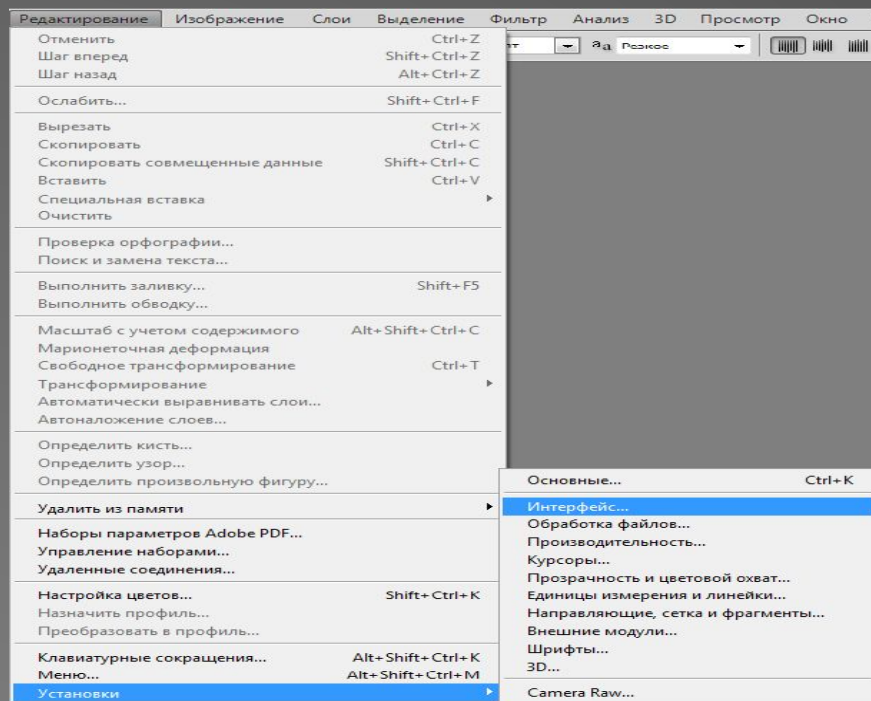 Редактирование Изображение Слои Выделение Фильтр Анализ 3D Просмотр Окно
Резкое
Отменить Ctrl+Z
Шаг вперед Shift+Ctrl+Z
Шаг назад Alt+Ctrl+Z
Ослабить... Shift+Ctrl+F
Вырезать Ctrl+X
Скопировать Ctrl+C
Скопировать совмещенные данные Shift+Ctrl+C
Вставить Ctrl+V
Специальная вставка
Очистить
Проверка орфографии...
Поиск и замена текста...
Выполнить заливку... Shift+F5
Выполнить обводку...
Масштаб с учетом содержимого Alt+Shift+Ctrl+C
Марионеточная деформация
Свободное трансформирование Ctrl+T
Трансформирование
Автоматически выравнивать слои...
Автоналожение слоев...
Определить кисть...
Определить узор...
Определить произвольную фигуру...
Удалить из памяти
Наборы параметров Adobe PDF...
Управление наборами...
Удаленные соединения...
Настройка цветов... Shift+Ctrl+K
Назначить профиль...
Преобразовать в профиль...
Клавиатурные сокращения... Alt+Shift+Ctrl+K
Меню... Alt+Shift+Ctrl+M
Установки
Основные... Ctrl+K
Интерфейс...
Обработка файлов...
Производительность...
Курсоры...
Прозрачность и цветовой охват...
Единицы измерения и линейки...
Направляющие, сетка и фрагменты...
Внешние модули...
Шрифты...
3D...
Camera Raw...